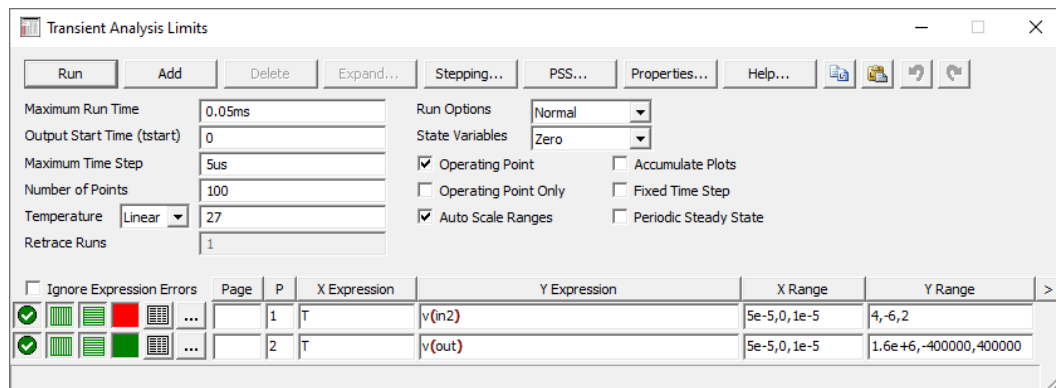 Transient Analysis Limits
Run Add Delete Expand... Stepping... PSS... Properties... Help...
Maximum Run Time 0.05ms Run Options Normal
Output Start Time (tstart) 0 State Variables Zero
Maximum Time Step 5us Operating Point Accumulate Plots
Number of Points 100 Operating Point Only Fixed Time Step
Temperature Linear 27 Auto Scale Ranges Periodic Steady State
Retrace Runs 1
Ignore Expression Errors Page P X Expression Y Expression X Range Y Range >
... 1 T v(in2) 5e-5,0,1e-5 4,-6,2
... 2 T v(out) 5e-5,0,1e-5 1.6e+6,-400000,400000